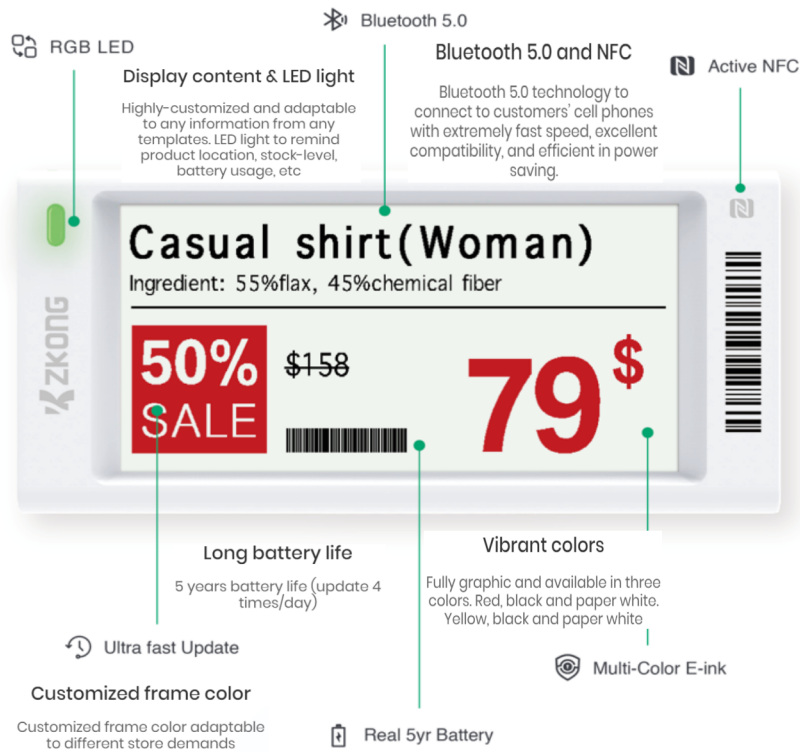 Bluetooth 5.0
RGB LED
Bluetooth 5.0 and NFC
Active NFC
Display content & LED light
Highly-customized and adaptable
to any information from any
templates. LED light to remind
product location, stock-level,
battery usage, etc
Bluetooth 5.0 technology to
connect to customers' cell phones
with extremely fast speed, excellent
compatibility, and efficient in power
saving.
Casual shirt(Woman)
Ingredient: 55%flax, 45%chemical fiber
ZKONG
50%
SALE
$158
79$
Long battery life
5 years battery life (update 4
times/day)
Vibrant colors
Fully graphic and available in three
colors. Red, black and paper white.
Yellow, black and paper white
Ultra fast Update
Multi-Color E-ink
Customized frame color
Customized frame color adaptable
to different store demands
Real 5yr Battery